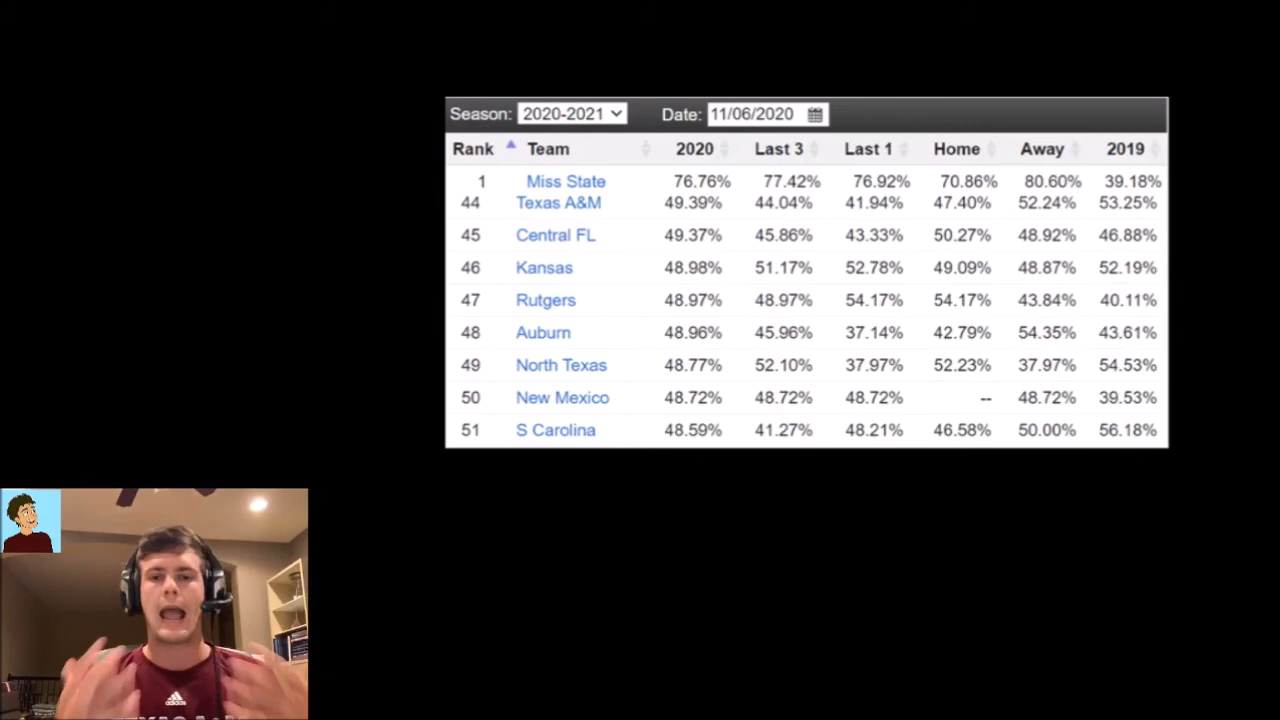 Season: 2020-2021 Date: 11/06/2020
Rank Team 2020 Last 3 Last 1 Home Away 2019
1 Miss State 76.76% 77.42% 76.92% 70.86% 80.60% 39.18%
44 Texas A&M 49.39% 44.04% 41.94% 47.40% 52.24% 53.25%
45 Central FL 49.37% 45.86% 43.33% 50.27% 48.92% 46.88%
46 Kansas 48.98% 51.17% 52.78% 49.09% 48.87% 52.19%
47 Rutgers 48.97% 48.97% 54.17% 54.17% 43.84% 40.11%
48 Auburn 48.96% 45.96% 37.14% 42.79% 54.35% 43.61%
49 North Texas 48.77% 52.10% 37.97% 52.23% 37.97% 54.53%
50 New Mexico 48.72% 48.72% 48.72% -- 48.72% 39.53%
51 S Carolina 48.59% 41.27% 48.21% 46.58% 50.00% 56.18%
adidas
TEXAS A&M